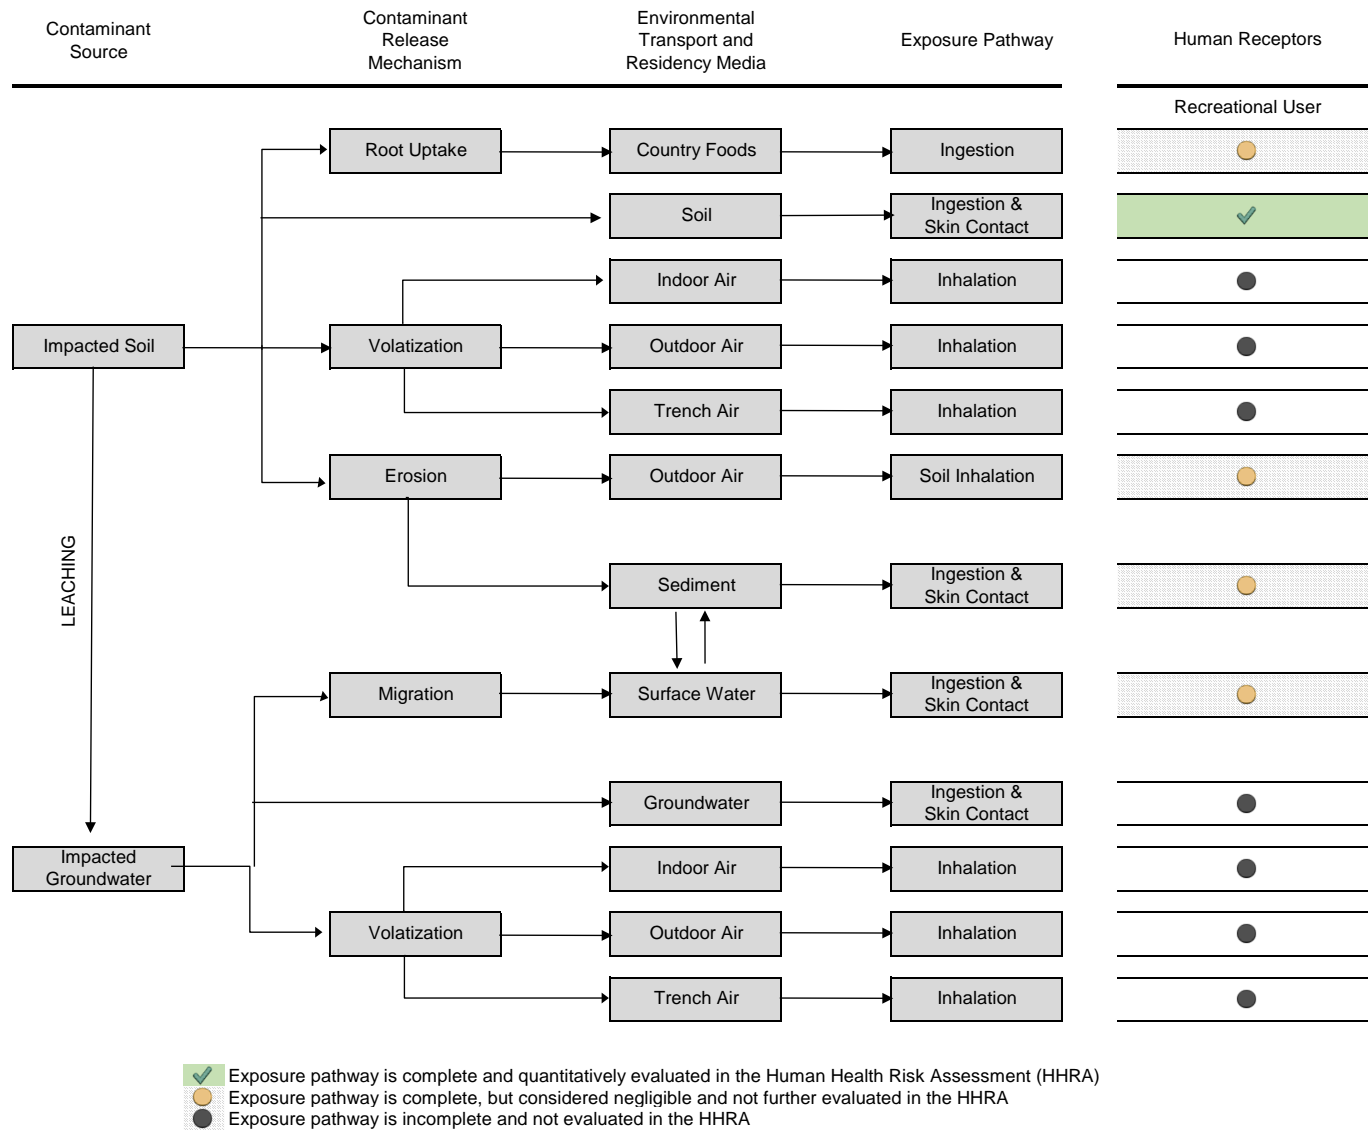 Contaminant
Source
Contaminant
Release
Mechanism
Environmental
Transport and
Residency Media
Exposure Pathway
Human Receptors
Recreational User
Root Uptake
Country Foods
Ingestion
Soil
Ingestion &
Skin Contact
Indoor Air
Inhalation
Impacted Soil
Volatization
Outdoor Air
Inhalation
Trench Air
Inhalation
Erosion
Outdoor Air
Soil Inhalation
LEACHING
Sediment
Ingestion &
Skin Contact
Migration
Surface Water
Ingestion &
Skin Contact
Groundwater
Ingestion &
Skin Contact
Impacted
Groundwater
Indoor Air
Inhalation
Volatization
Outdoor Air
Inhalation
Trench Air
Inhalation
Exposure pathway is complete and quantitatively evaluated in the Human Health Risk Assessment (HHRA)
Exposure pathway is complete, but considered negligible and not further evaluated in the HHRA
Exposure pathway is incomplete and not evaluated in the HHRA